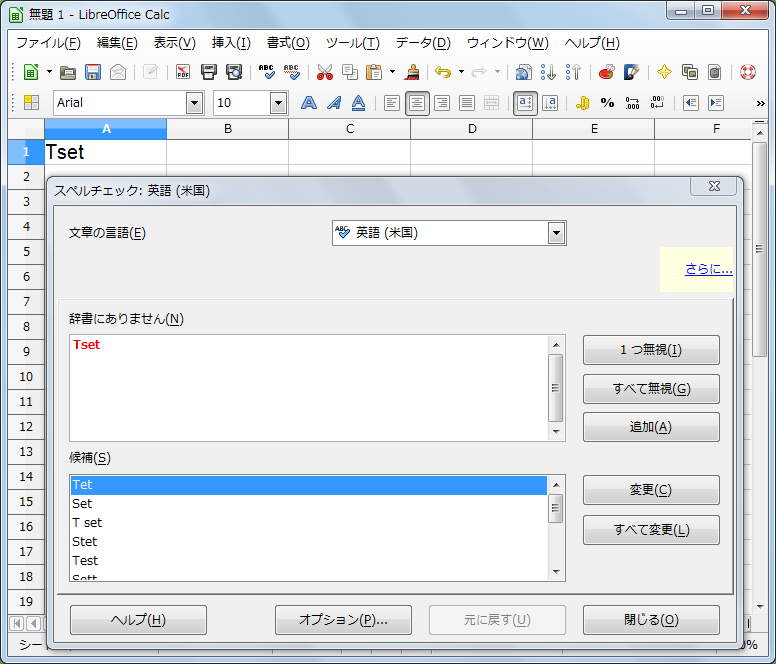 無題 1 - LibreOffice Calc
ファイル(F) 編集(E) 表示(V) 挿入(I) 書式(O) ツール(T) データ(D) ウィンドウ(W) ヘルプ(H)
PDF ABC ABC
Arial 10 A A A % 
A B C D E F
1 Tset
2
3
4
5
6
7
8
9
10
11
12
13
14
15
16
17
18
19
スペルチェック: 英語 (米国)
文章の言語(E) ABC 英語 (米国)
さらに...
辞書にありません(N)
Tset
1 つ無視(I)
すべて無視(G)
追加(A)
候補(S)
Tet
Set
T set
Stet
Test
Sett
変更(C)
すべて変更(L)
ヘルプ(H) オプション(P)... 元に戻す(U) 閉じる(O)
シート
0%